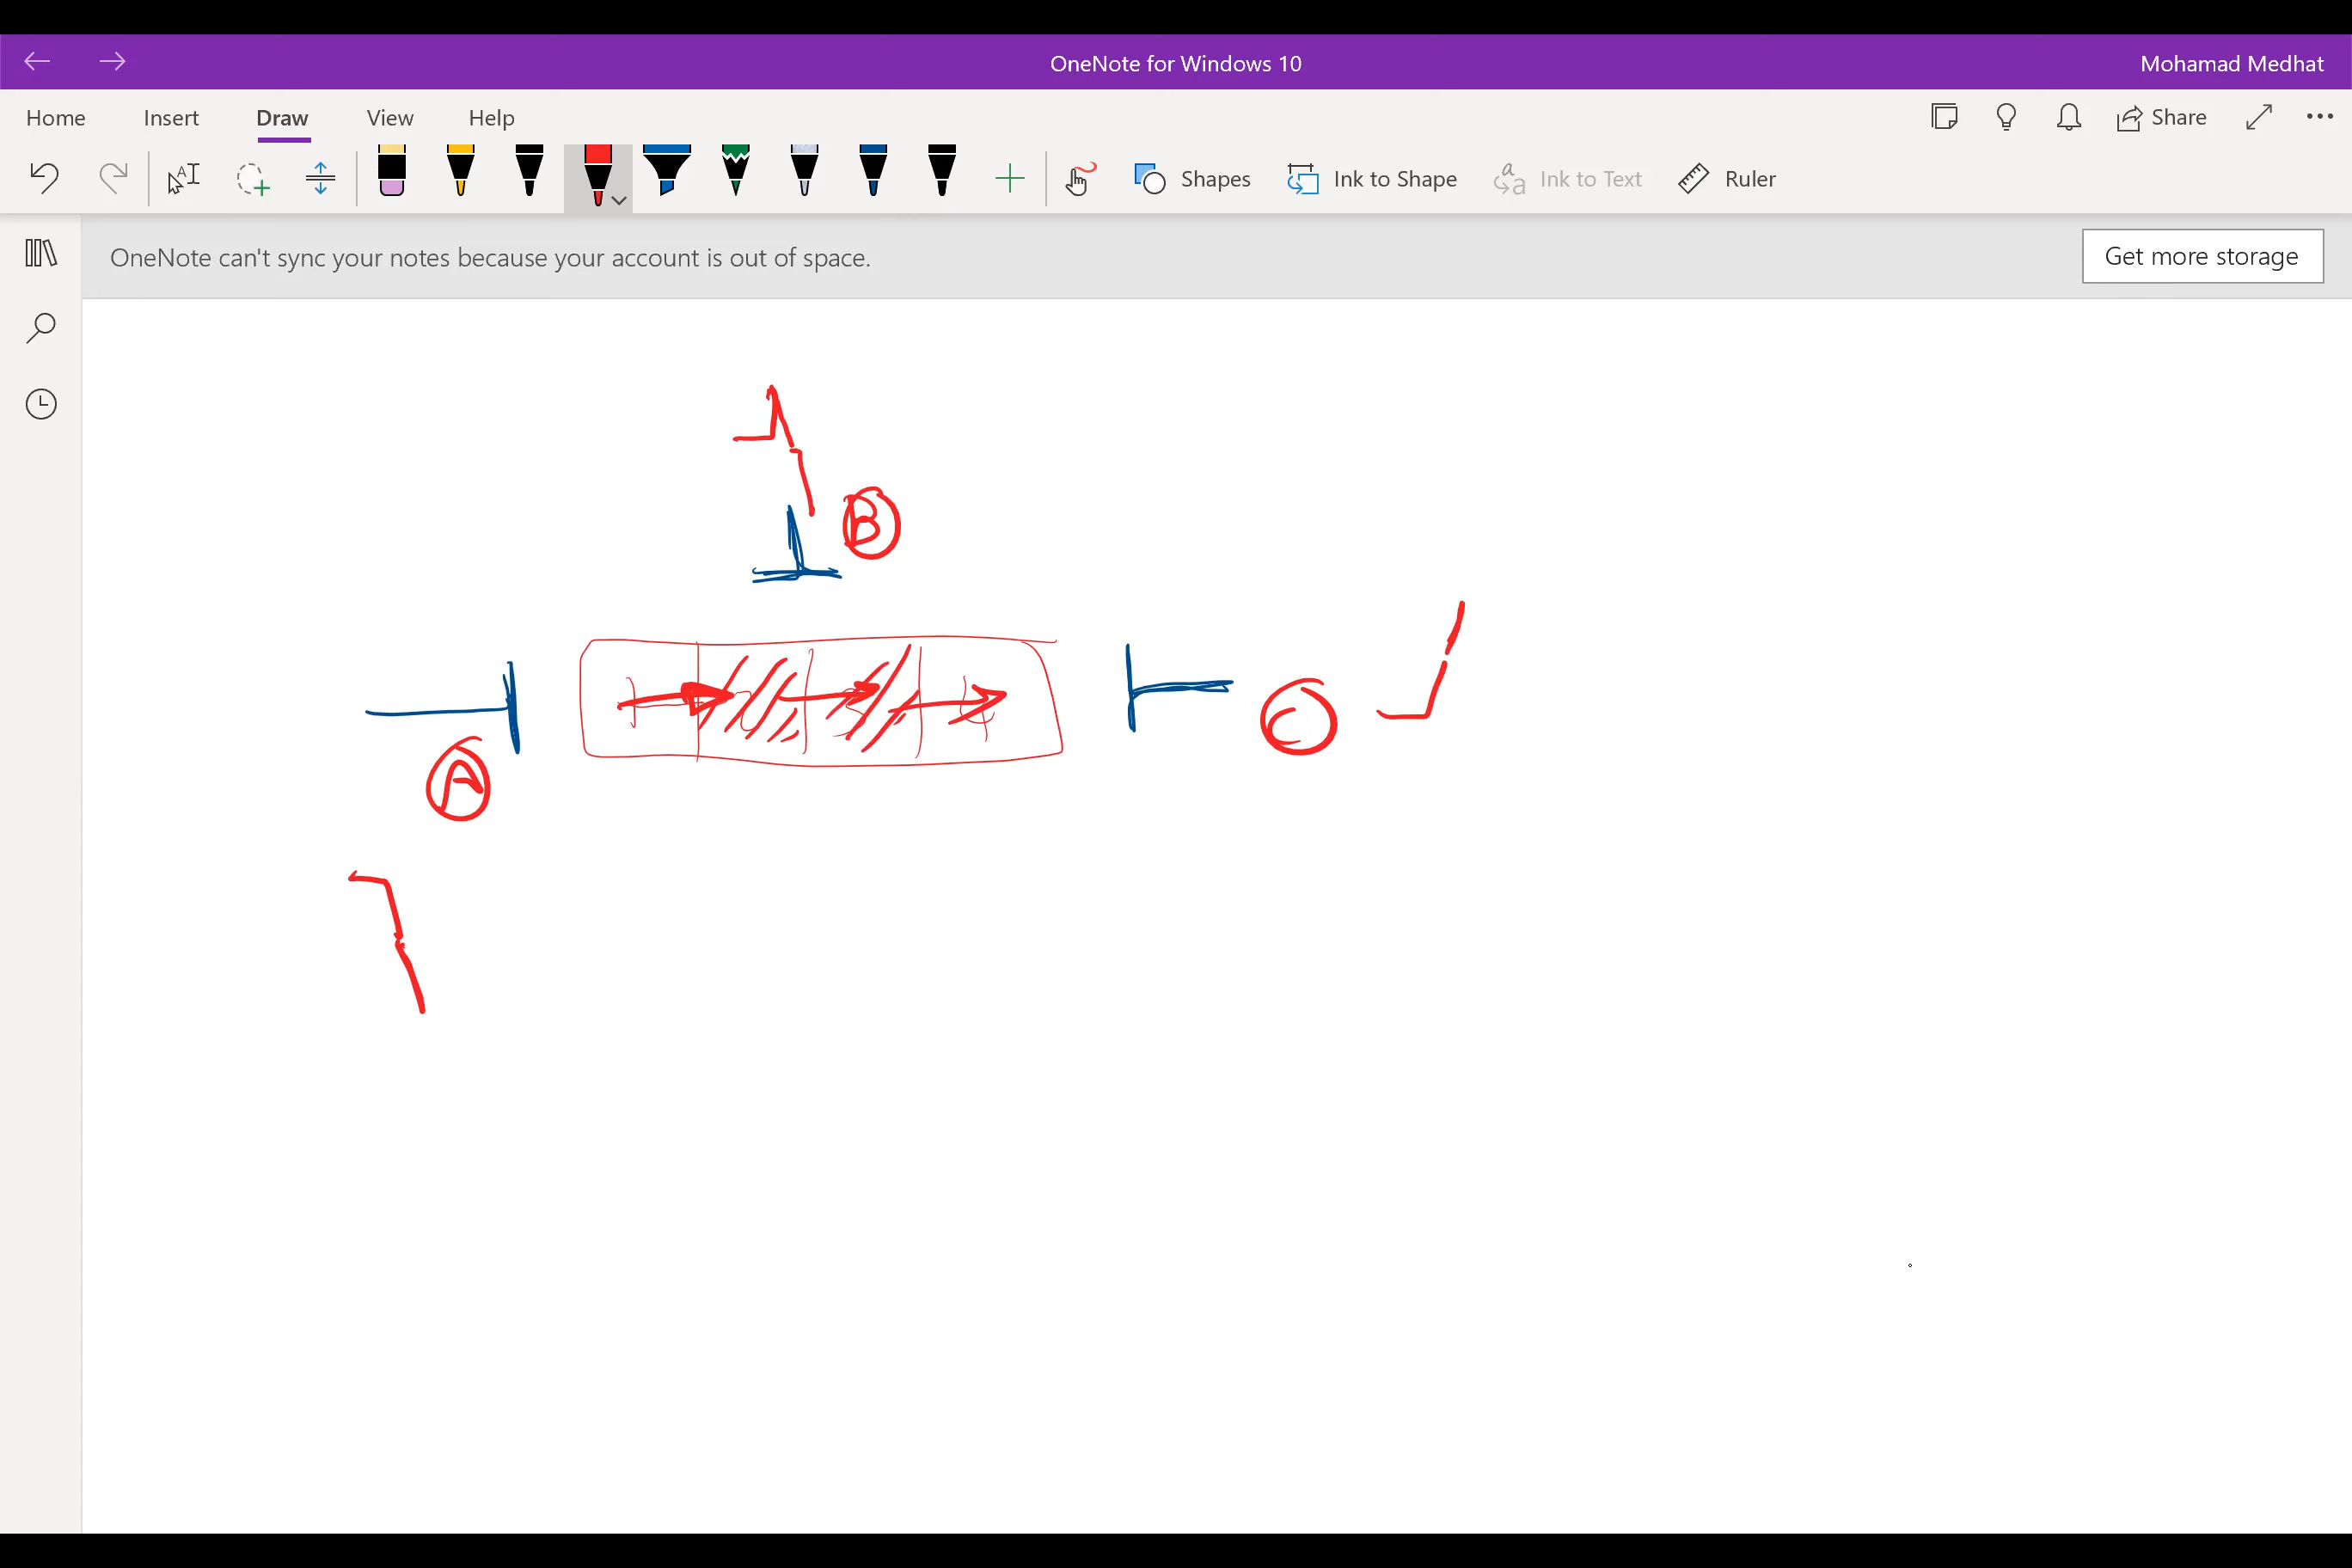 OneNote for Windows 10
Mohamad Medhat
Home Insert Draw View Help
Share
Shapes Ink to Shape Ink to Text Ruler
OneNote can't sync your notes because your account is out of space.
Get more storage
B
A
C